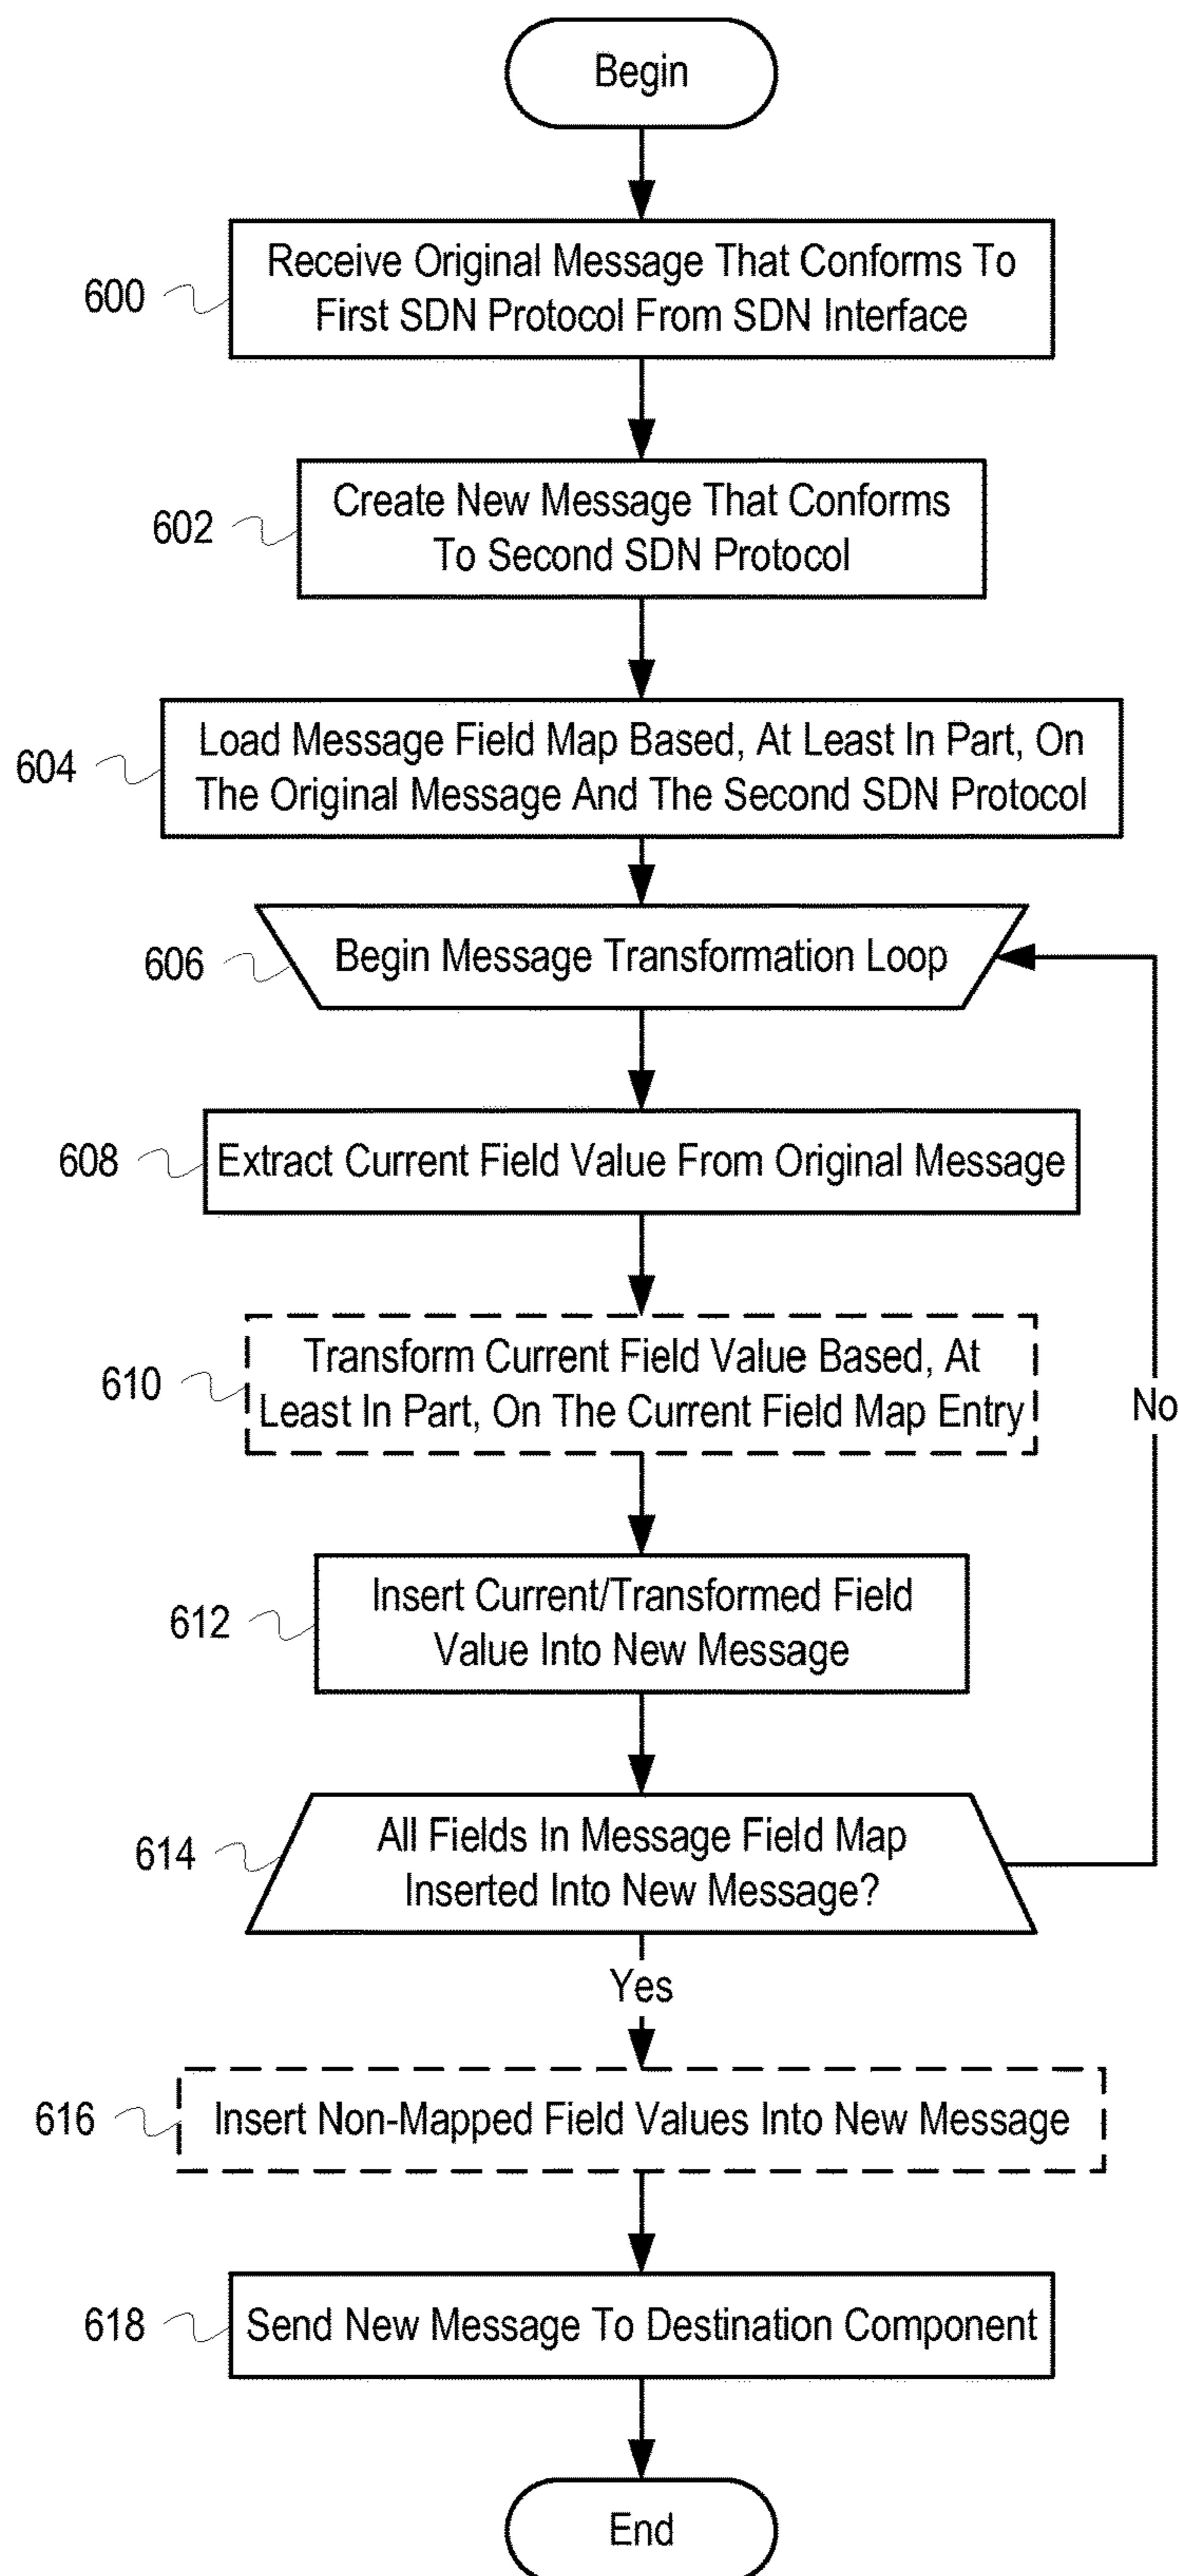 Begin
600
Receive Original Message That Conforms To
First SDN Protocol From SDN Interface
602
Create New Message That Conforms
To Second SDN Protocol
604
Load Message Field Map Based, At Least In Part, On
The Original Message And The Second SDN Protocol
606
Begin Message Transformation Loop
608
Extract Current Field Value From Original Message
610
Transform Current Field Value Based, At
Least In Part, On The Current Field Map Entry
No
612
Insert Current/Transformed Field
Value Into New Message
614
All Fields In Message Field Map
Inserted Into New Message?
Yes
616
Insert Non-Mapped Field Values Into New Message
618
Send New Message To Destination Component
End